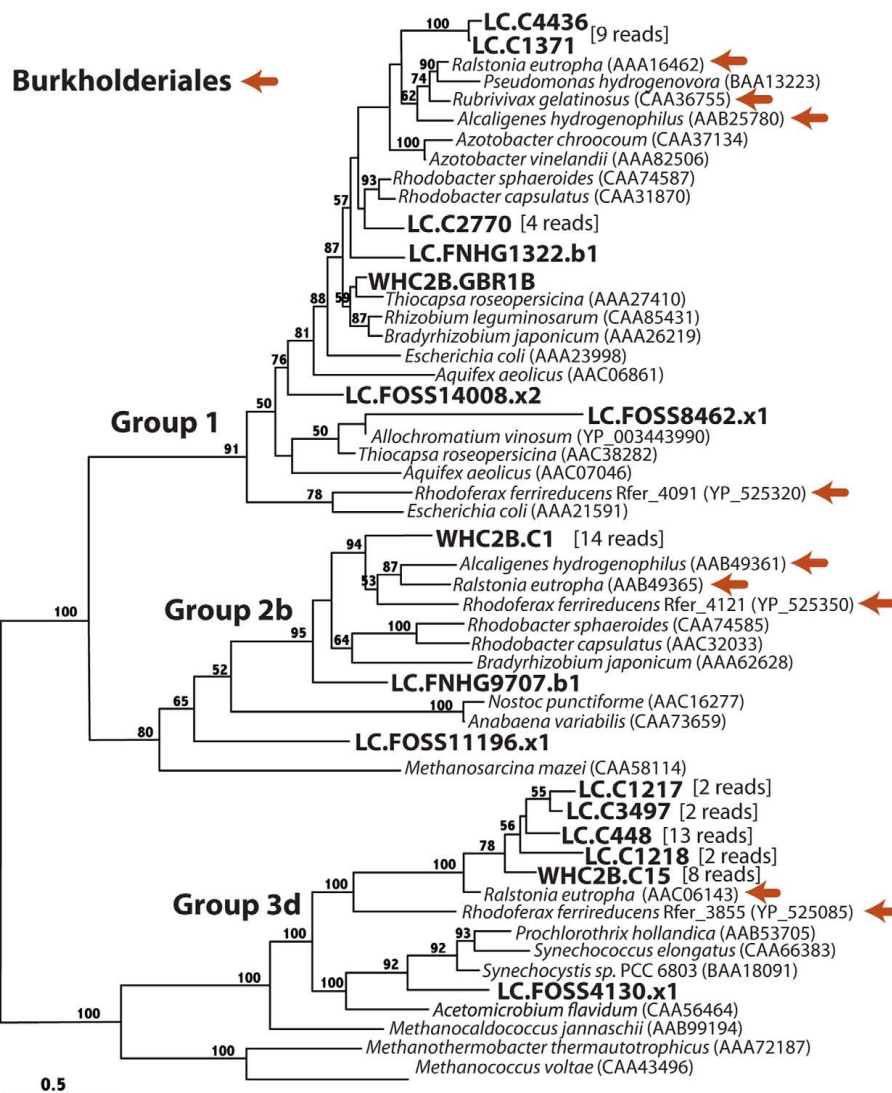 100
LC.C4436
[9 reads]
LC.C1371
Burkholderiales
90
Ralstonia eutropha (AAA16462)
74
Pseudomonas hydrogenovora (BAA13223)
62
Rubrivivax gelatinosus (CAA36755)
Alcaligenes hydrogenophilus (AAB25780)
100
Azotobacter chroocoum (CAA37134)
Azotobacter vinelandii (AAA82506)
93
Rhodobacter sphaeroides (CAA74587)
Rhodobacter capsulatus (CAA31870)
57
LC.C2770 [4 reads]
87
LC.FNHG1322.b1
WHC2B.GBR1B
88
59
Thiocapsa roseopersicina (AAA27410)
87
Rhizobium leguminosarum (CAA85431)
Bradyrhizobium japonicum (AAA26219)
81
Escherichia coli (AAA23998)
76
Aquifex aeolicus (AAC06861)
LC.FOSS14008.x2
50
Group 1
LC.FOSS8462.x1
50
Allochromatium vinosum (YP_003443990)
91
Thiocapsa roseopersicina (AAC38282)
Aquifex aeolicus (AAC07046)
78
Rhodoferax ferrireducens Rfer_4091 (YP_525320)
Escherichia coli (AAA21591)
94
WHC2B.C1 [14 reads]
87
Alcaligenes hydrogenophilus (AAB49361)
53
Ralstonia eutropha (AAB49365)
Rhodoferax ferrireducens Rfer_4121 (YP_525350)
100
Group 2b
95
100
Rhodobacter sphaeroides (CAA74585)
64
Rhodobacter capsulatus (AAC32033)
Bradyrhizobium japonicum (AAA62628)
52
LC.FNHG9707.b1
65
100
Nostoc punctiforme (AAC16277)
Anabaena variabilis (CAA73659)
80
LC.FOSS11196.x1
Methanosarcina mazei (CAA58114)
55
LC.C1217 [2 reads]
LC.C3497 [2 reads]
56
LC.C448 [13 reads]
78
LC.C1218 [2 reads]
100
WHC2B.C15 [8 reads]
100
Ralstonia eutropha (AAC06143)
Group 3d
Rhodoferax ferrireducens Rfer_3855 (YP_525085)
100
93
Prochlorothrix hollandica (AAB53705)
92
Synechococcus elongatus (CAA66383)
92
Synechocystis sp. PCC 6803 (BAA18091)
100
100
LC.FOSS4130.x1
Acetomicrobium flavidum (CAA56464)
100
Methanocaldococcus jannaschii (AAB99194)
100
Methanothermobacter thermautotrophicus (AAA72187)
Methanococcus voltae (CAA43496)
0.5